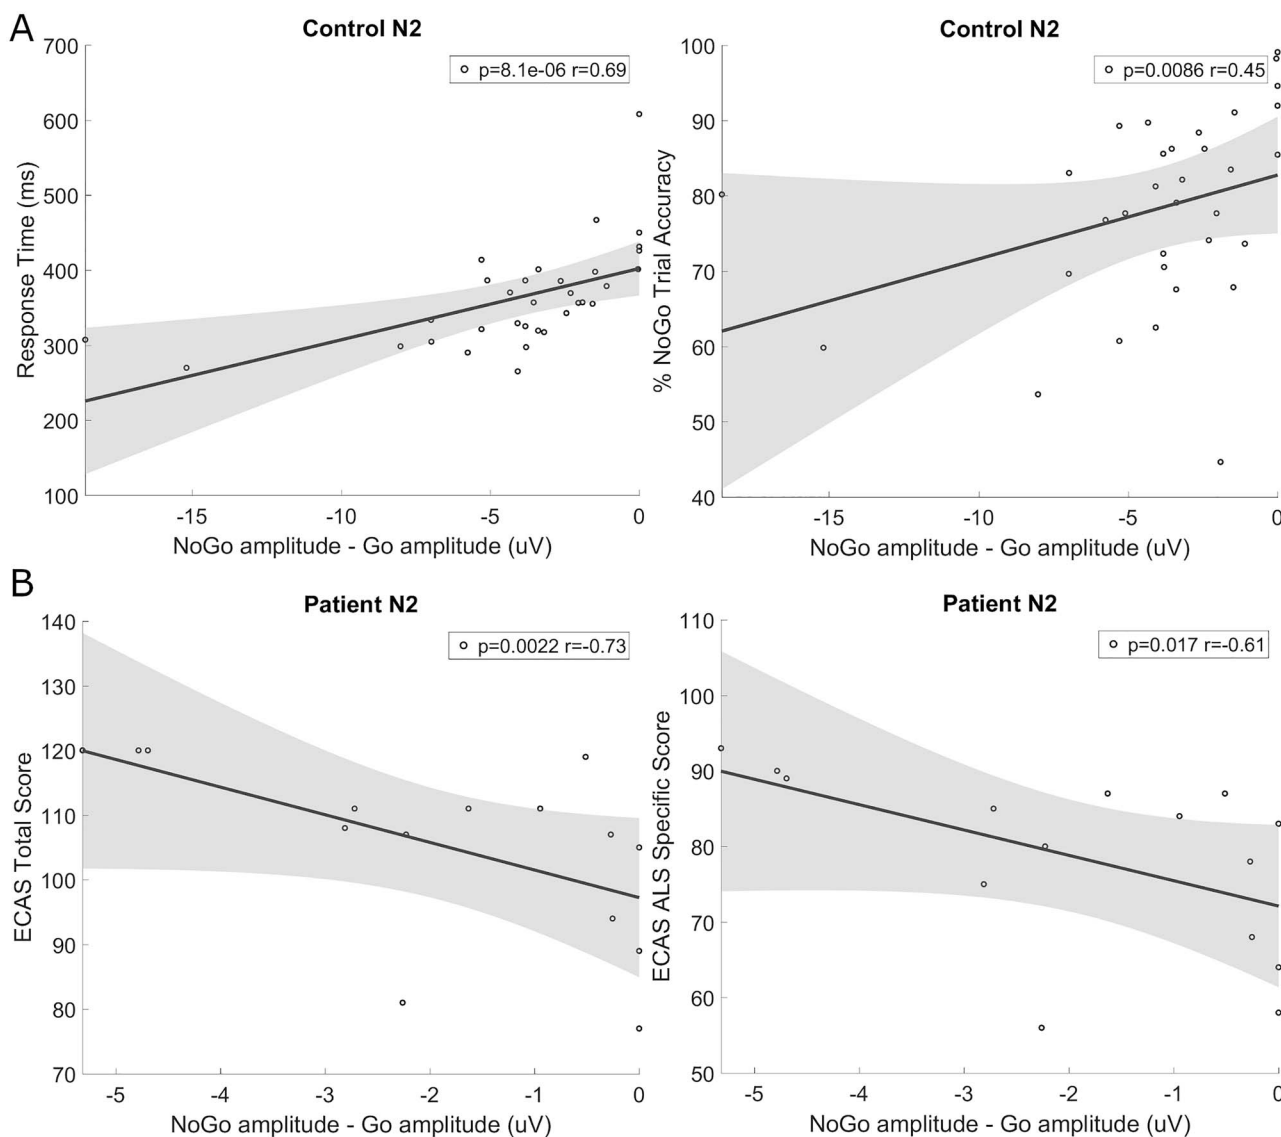 A
Control N2
p=8.1e-06 r=0.69
700
600
500
400
300
200
100
Response Time (ms)
-15
-10
-5
0
NoGo amplitude - Go amplitude (uV)
Control N2
p=0.0086 r=0.45
100
90
80
70
60
50
40
% NoGo Trial Accuracy
-15
-10
-5
0
NoGo amplitude - Go amplitude (uV)
B
Patient N2
p=0.0022 r=-0.73
140
130
120
110
100
90
80
70
ECAS Total Score
-5
-4
-3
-2
-1
0
NoGo amplitude - Go amplitude (uV)
Patient N2
p=0.017 r=-0.61
110
100
90
80
70
60
50
ECAS ALS Specific Score
-5
-4
-3
-2
-1
0
NoGo amplitude - Go amplitude (uV)